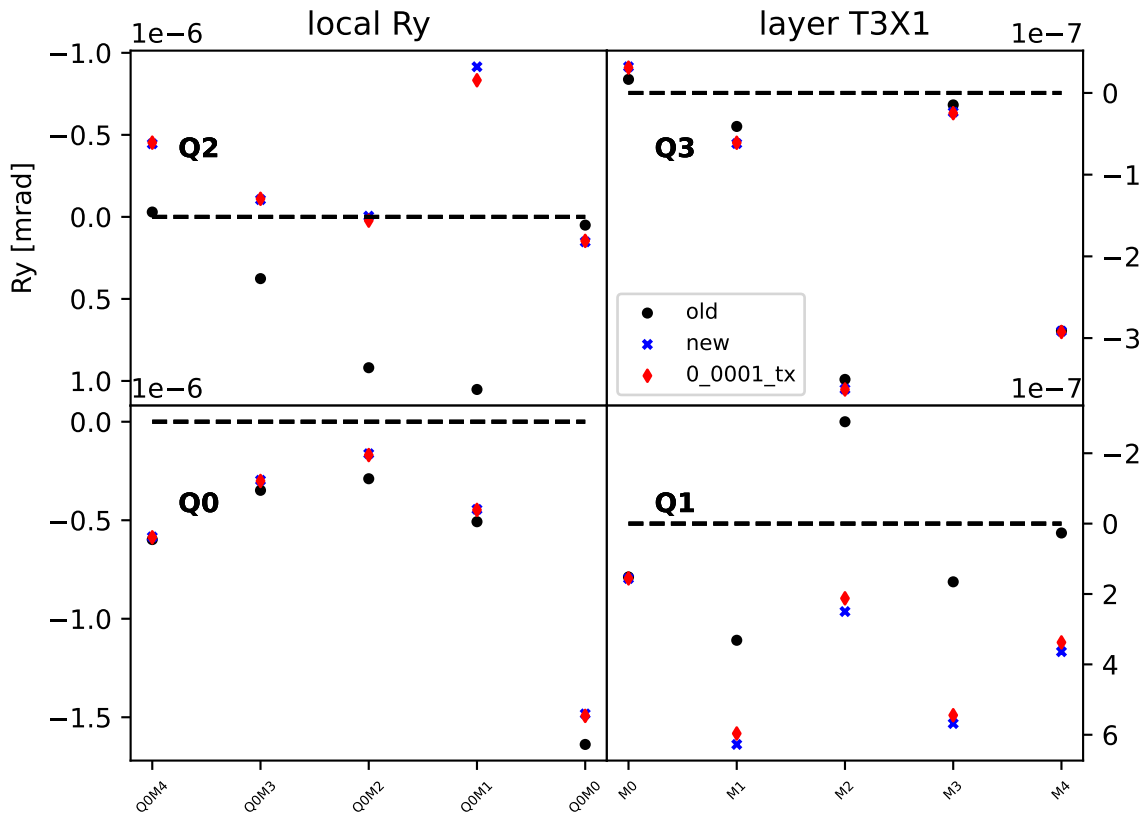 local Ry
layer T3X1
1e−6
1e−7
Ry [mrad]
−1.0
−0.5
0.0
0.5
1.0
Q2
0
−1
−2
−3
Q3
old
new
0_0001_tx
1e−6
1e−7
0.0
−0.5
−1.0
−1.5
Q0
−2
0
2
4
6
Q1
Q0M4
Q0M3
Q0M2
Q0M1
Q0M0
M0
M1
M2
M3
M4